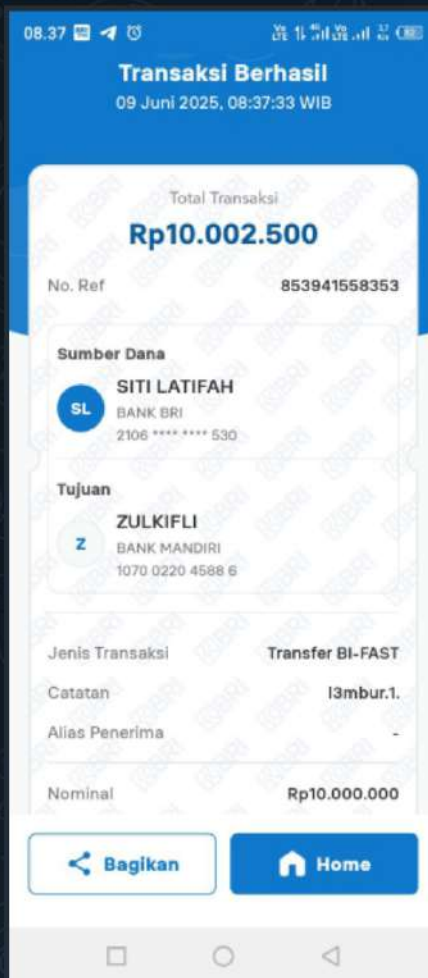 08.37
Transaksi Berhasil
09 Juni 2025, 08:37:33 WIB
Total Transaksi
Rp10.002.500
No. Ref 853941558353
Sumber Dana
SL
SITI LATIFAH
BANK BRI
2106 **** **** 530
Tujuan
Z
ZULKIFLI
BANK MANDIRI
1070 0220 4588 6
Jenis Transaksi Transfer BI-FAST
Catatan l3mbur.1.
Alias Penerima -
Nominal Rp10.000.000
Bagikan Home